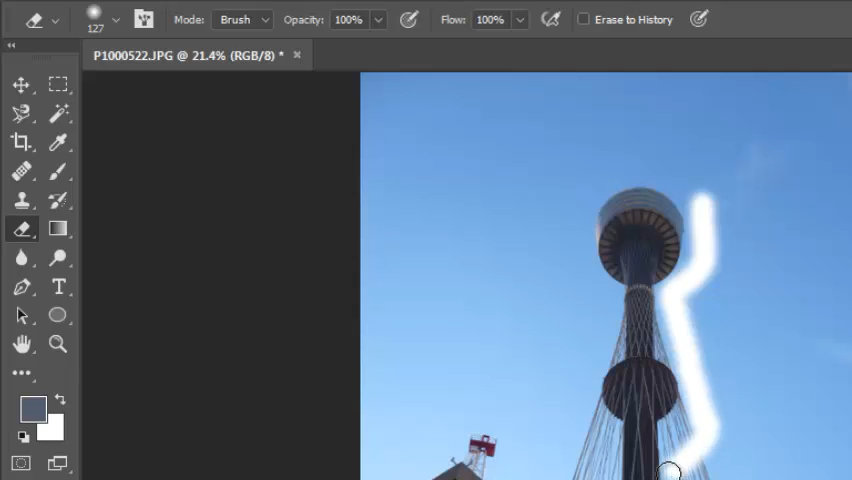 127 Mode: Brush Opacity: 100% Flow: 100% Erase to History
P1000522.JPG @ 21.4% (RGB/8) * ×
T